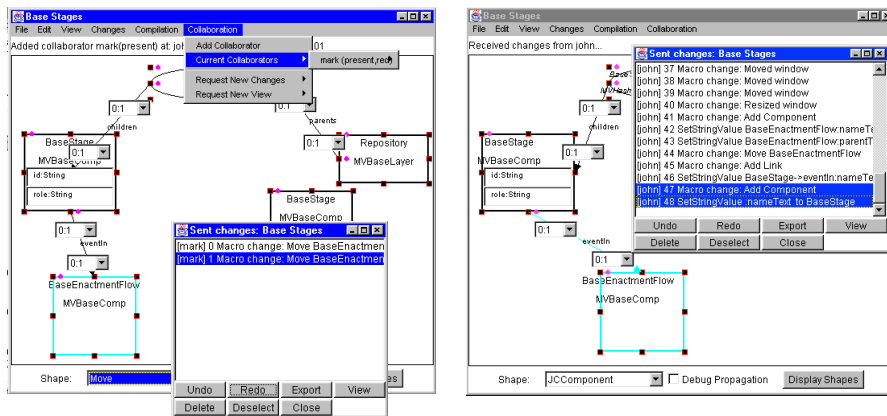 Base Stages
File Edit View Changes Compilation Collaboration
Added collaborator mark(present) at: joh
01
Add Collaborator
Current Collaborators
mark (present,red)
Request New Changes
Request New View
0:1
children
0:1
parents
0:1
BaseStage
MVBaseComp
0:1
id:String
role:String
Repository
MVBaseLayer
BaseStage
MVBaseComp
0:1
eventIn
0:1
BaseEnactmentFlow
MVBaseComp
Sent changes: Base Stages
[mark] 0 Macro change: Move BaseEnactmen
[mark] 1 Macro change: Move BaseEnactmen
Undo Redo Export View
Delete Deselect Close
Shape: Move
es
Base Stages
File Edit View Changes Compilation Collaboration
Received changes from john...
0:1
children
BaseStage
MVBaseComp
0:1
id:String
role:String
0:1
eventIn
0:1
BaseEnactmentFlow
MVBaseComp
Sent changes: Base Stages
[john] 37 Macro change: Moved window
[john] 38 Macro change: Moved window
[john] 39 Macro change: Moved window
[john] 40 Macro change: Resized window
[john] 41 Macro change: Add Component
[john] 42 SetStringValue BaseEnactmentFlow:nameTe
[john] 43 SetStringValue BaseEnactmentFlow:parentT
[john] 44 Macro change: Move BaseEnactmentFlow
[john] 45 Macro change: Add Link
[john] 46 SetStringValue BaseStage->eventIn:nameTe
[john] 47 Macro change: Add Component
[john] 48 SetStringValue :nameText to BaseStage
Undo Redo Export View
Delete Deselect Close
Shape: JCComponent Debug Propagation Display Shapes